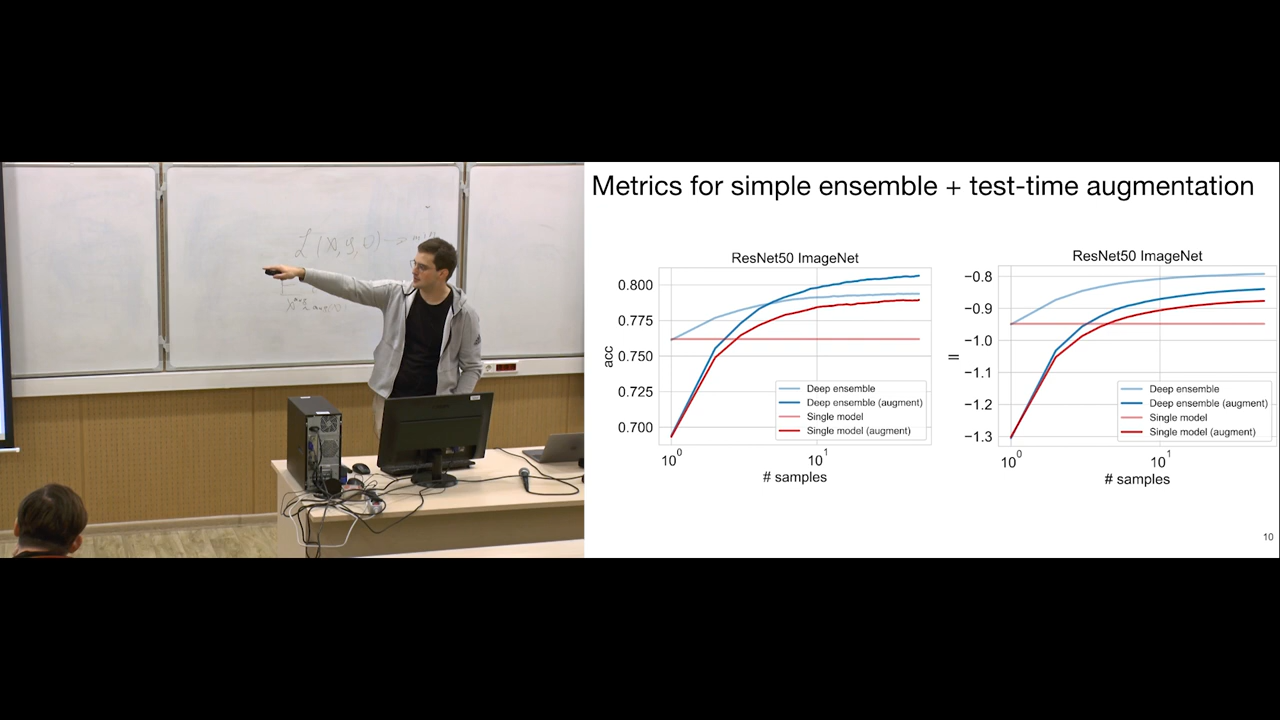 Metrics for simple ensemble + test-time augmentation
ResNet50 ImageNet
0.800
0.775
0.750
0.725
0.700
acc
10⁰
10¹
# samples
Deep ensemble
Deep ensemble (augment)
Single model
Single model (augment)
ResNet50 ImageNet
−0.8
−0.9
−1.0
−1.1
−1.2
−1.3
ll
10⁰
10¹
# samples
Deep ensemble
Deep ensemble (augment)
Single model
Single model (augment)
10